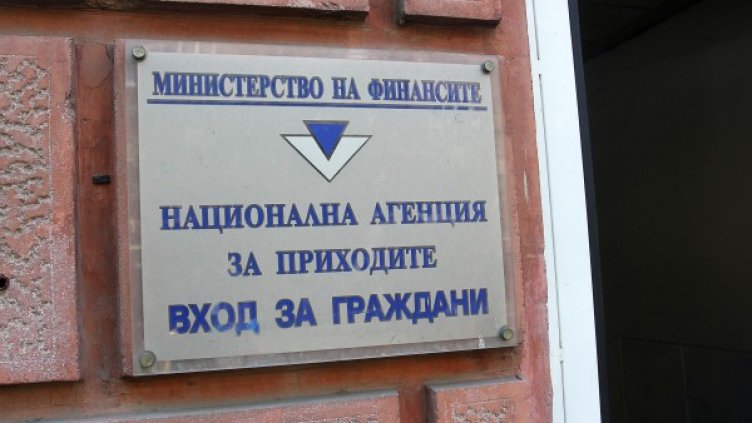 МИНИСТЕРСТВО НА ФИНАНСИТЕ
НАЦИОНАЛНА АГЕНЦИЯ
ЗА ПРИХОДИТЕ
ВХОД ЗА ГРАЖДАНИ